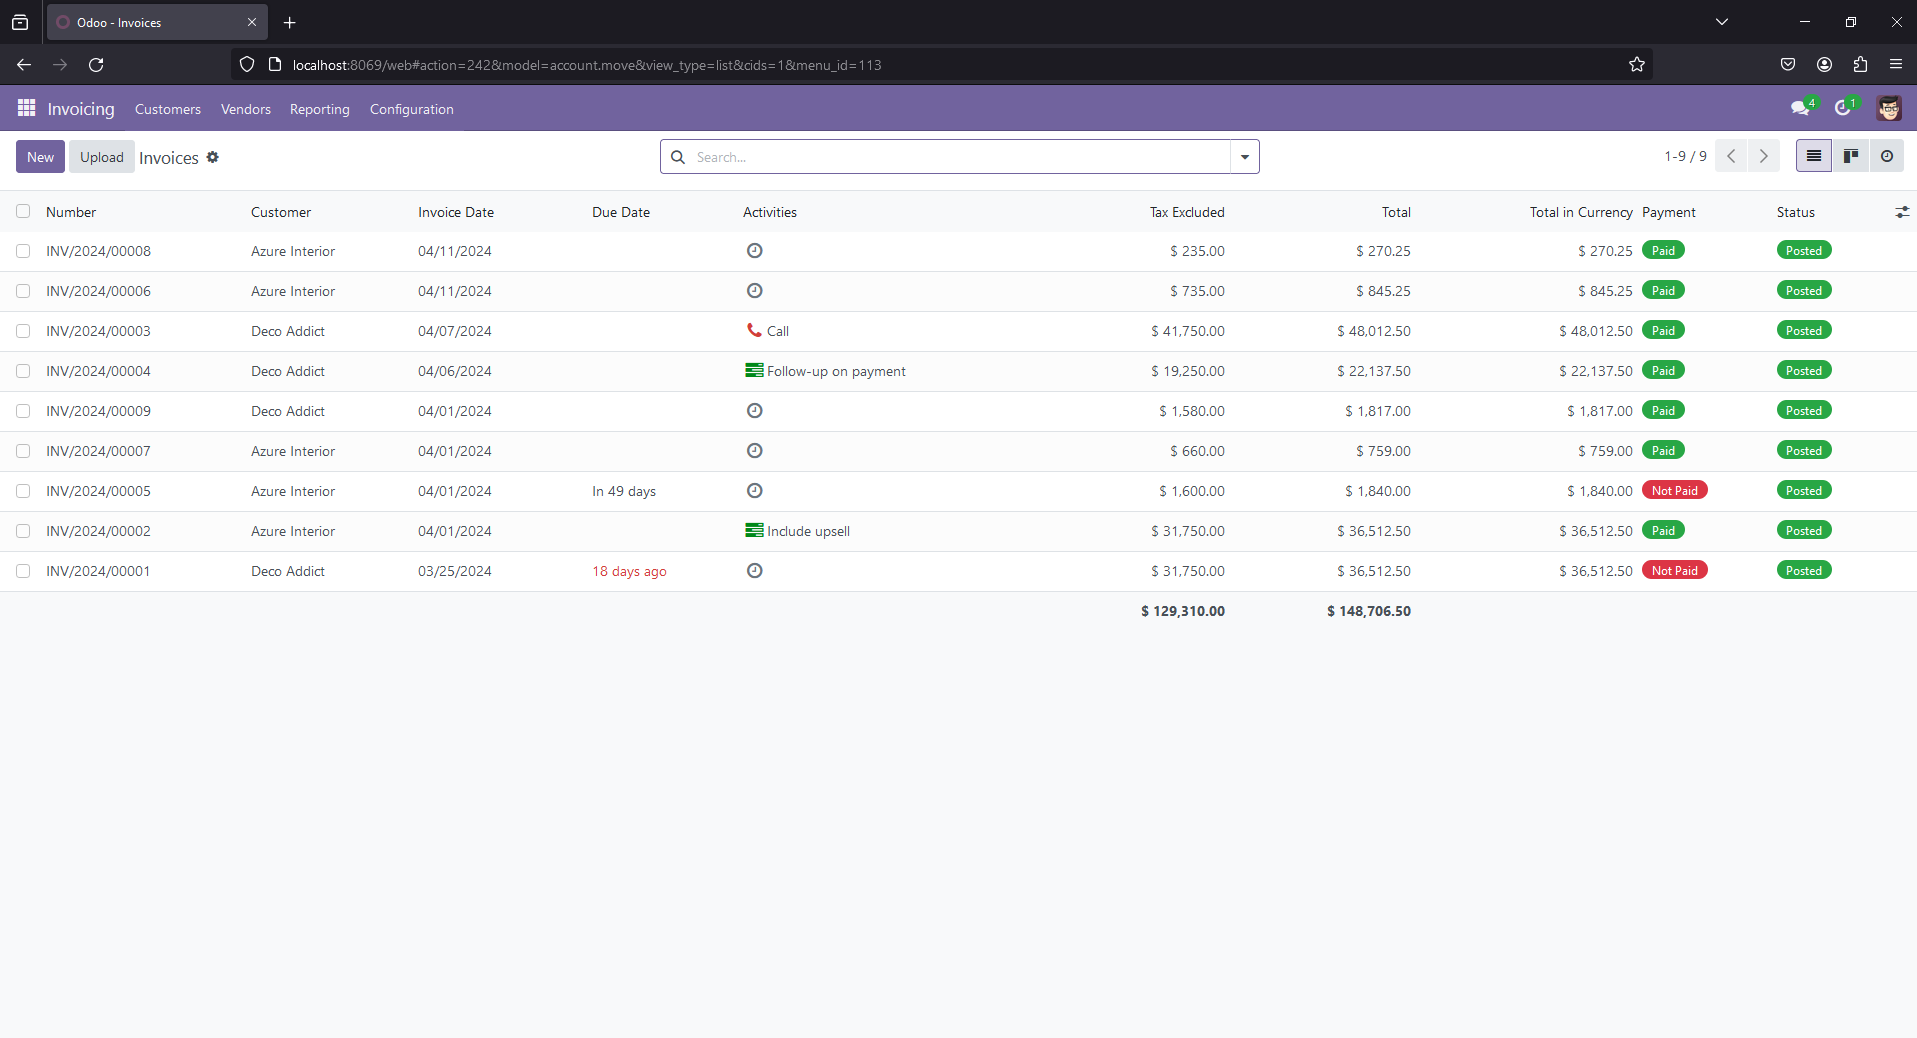 Odoo - Invoices
localhost:8069/web#action=242&model=account.move&view_type=list&cids=1&menu_id=113
Invoicing Customers Vendors Reporting Configuration 4 1
New Upload Invoices Search... 1-9 / 9
Number Customer Invoice Date Due Date Activities Tax Excluded Total Total in Currency Payment Status
INV/2024/00008 Azure Interior 04/11/2024 $ 235.00 $ 270.25 $ 270.25 Paid Posted
INV/2024/00006 Azure Interior 04/11/2024 $ 735.00 $ 845.25 $ 845.25 Paid Posted
INV/2024/00003 Deco Addict 04/07/2024 Call $ 41,750.00 $ 48,012.50 $ 48,012.50 Paid Posted
INV/2024/00004 Deco Addict 04/06/2024 Follow-up on payment $ 19,250.00 $ 22,137.50 $ 22,137.50 Paid Posted
INV/2024/00009 Deco Addict 04/01/2024 $ 1,580.00 $ 1,817.00 $ 1,817.00 Paid Posted
INV/2024/00007 Azure Interior 04/01/2024 $ 660.00 $ 759.00 $ 759.00 Paid Posted
INV/2024/00005 Azure Interior 04/01/2024 In 49 days $ 1,600.00 $ 1,840.00 $ 1,840.00 Not Paid Posted
INV/2024/00002 Azure Interior 04/01/2024 Include upsell $ 31,750.00 $ 36,512.50 $ 36,512.50 Paid Posted
INV/2024/00001 Deco Addict 03/25/2024 18 days ago $ 31,750.00 $ 36,512.50 $ 36,512.50 Not Paid Posted
$ 129,310.00 $ 148,706.50